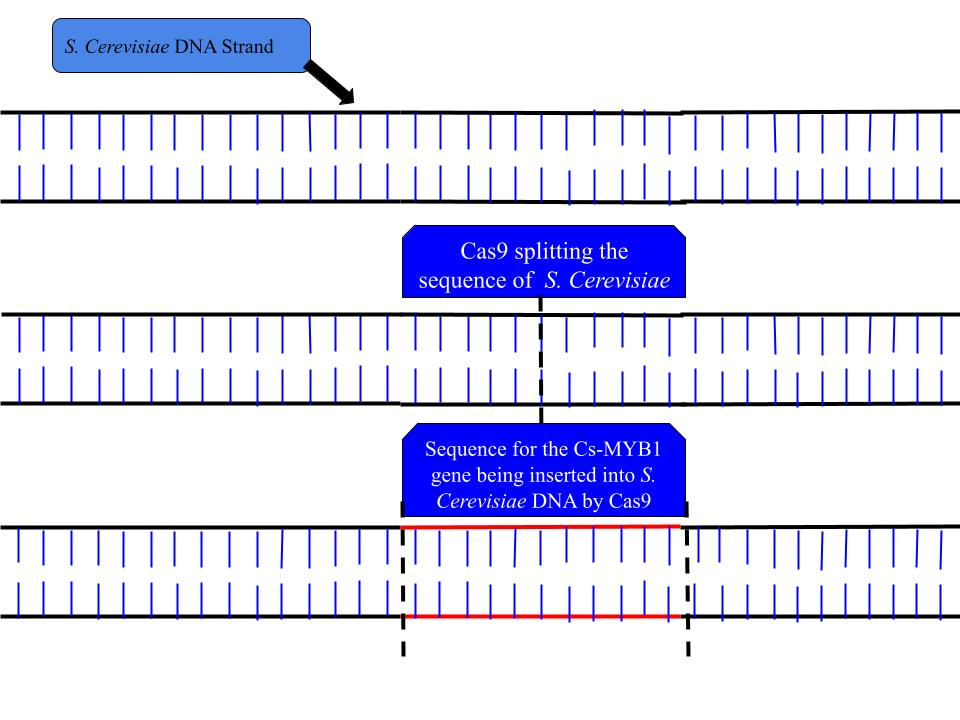 S. Cerevisiae DNA Strand
Cas9 splitting the
sequence of  S. Cerevisiae
Sequence for the Cs-MYB1
gene being inserted into S.
Cerevisiae DNA by Cas9